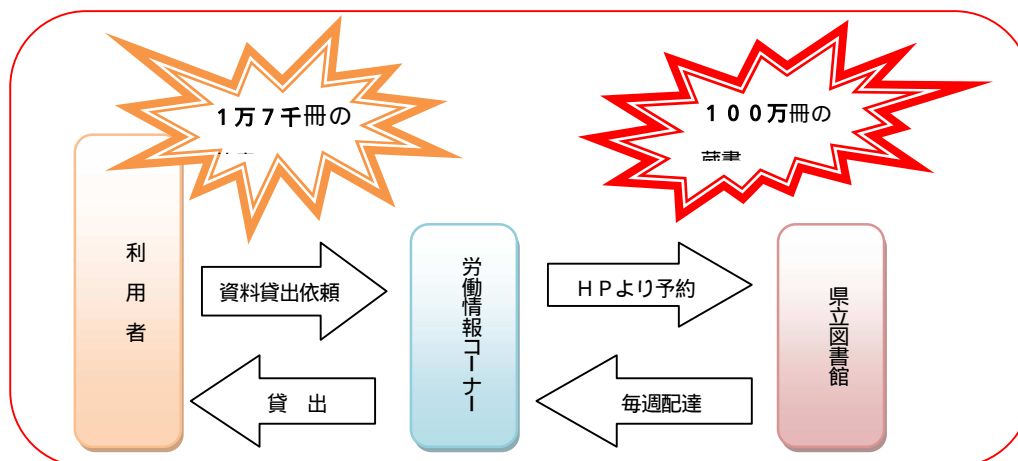 1万7千冊の
１００万冊の
蔵書
利用者
資料貸出依頼
労働情報コーナー
ＨＰより予約
県立図書館
貸　出
毎週配達